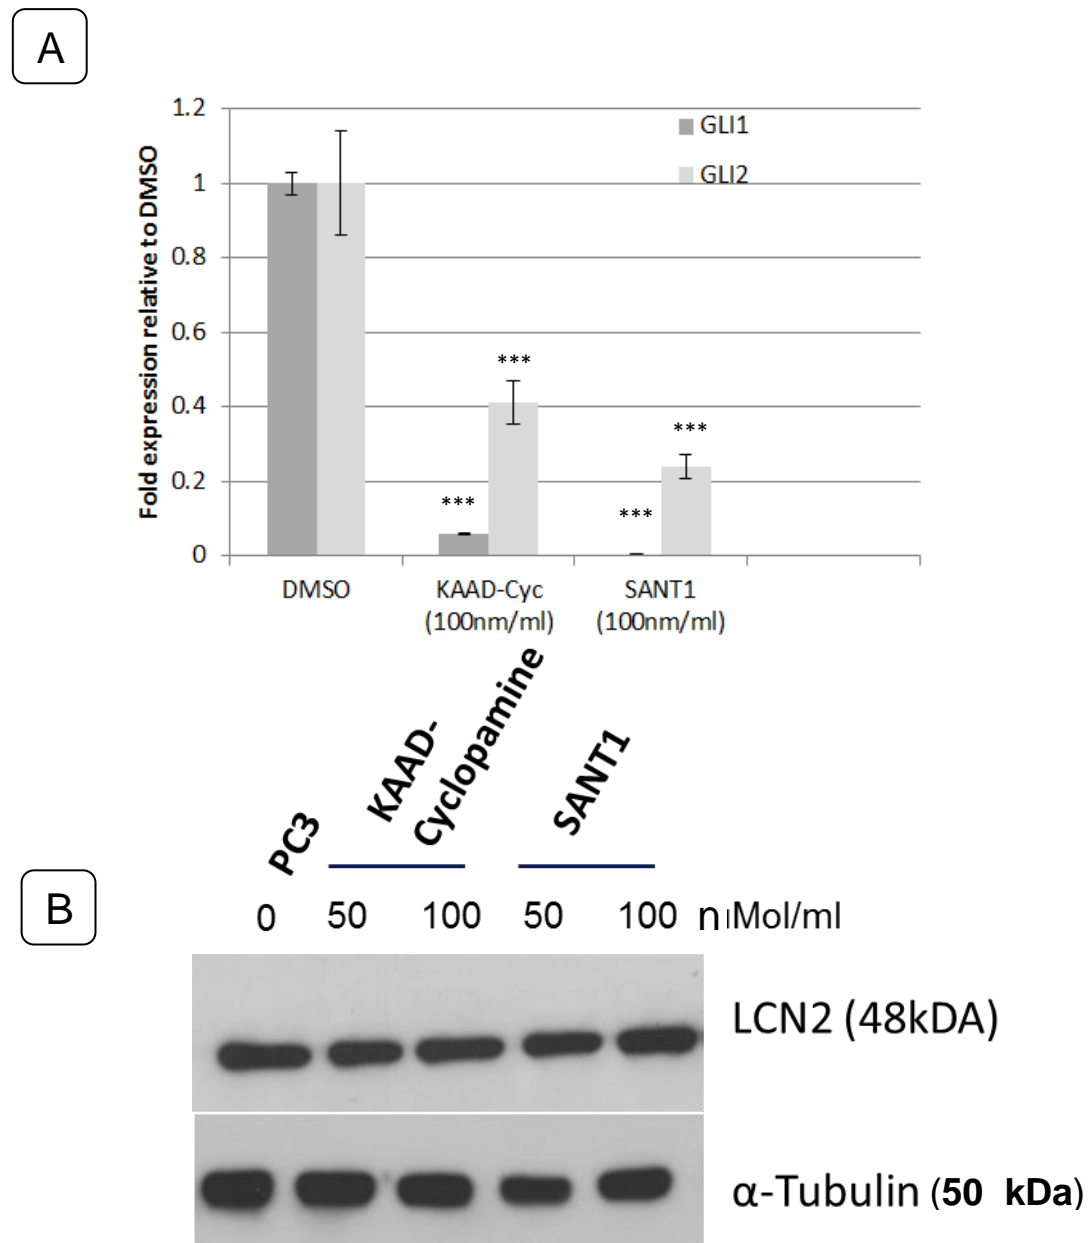 A
Fold expression relative to DMSO
1.2
1
0.8
0.6
0.4
0.2
0
GLI1
GLI2
***
***
***
***
DMSO
KAAD-Cyc
(100nm/ml)
SANT1
(100nm/ml)
B
PC3
KAAD-
Cyclopamine
SANT1
0 50 100 50 100 nMol/ml
LCN2 (48kDA)
α-Tubulin (50 kDa)